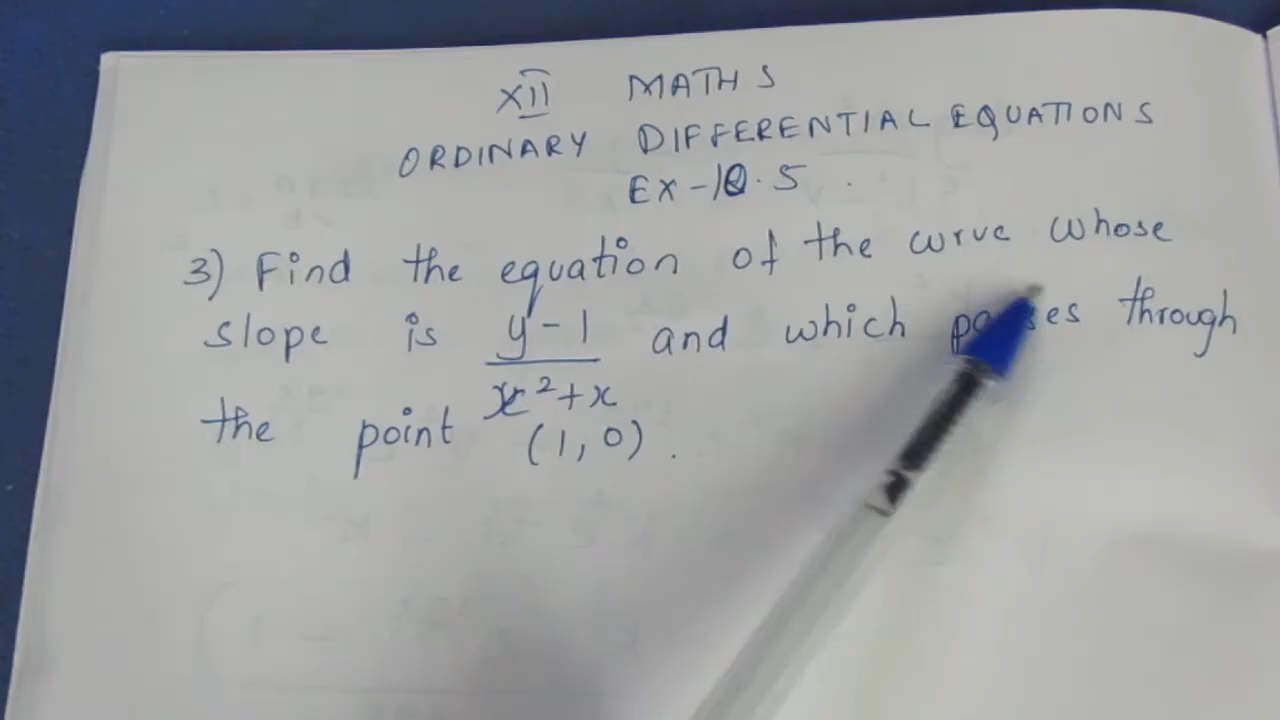 XII MATHS
ORDINARY DIFFERENTIAL EQUATIONS
EX-10.5
3) Find the equation of the curve whose
slope is y-1 and which passes through
x²+x
the point (1,0).